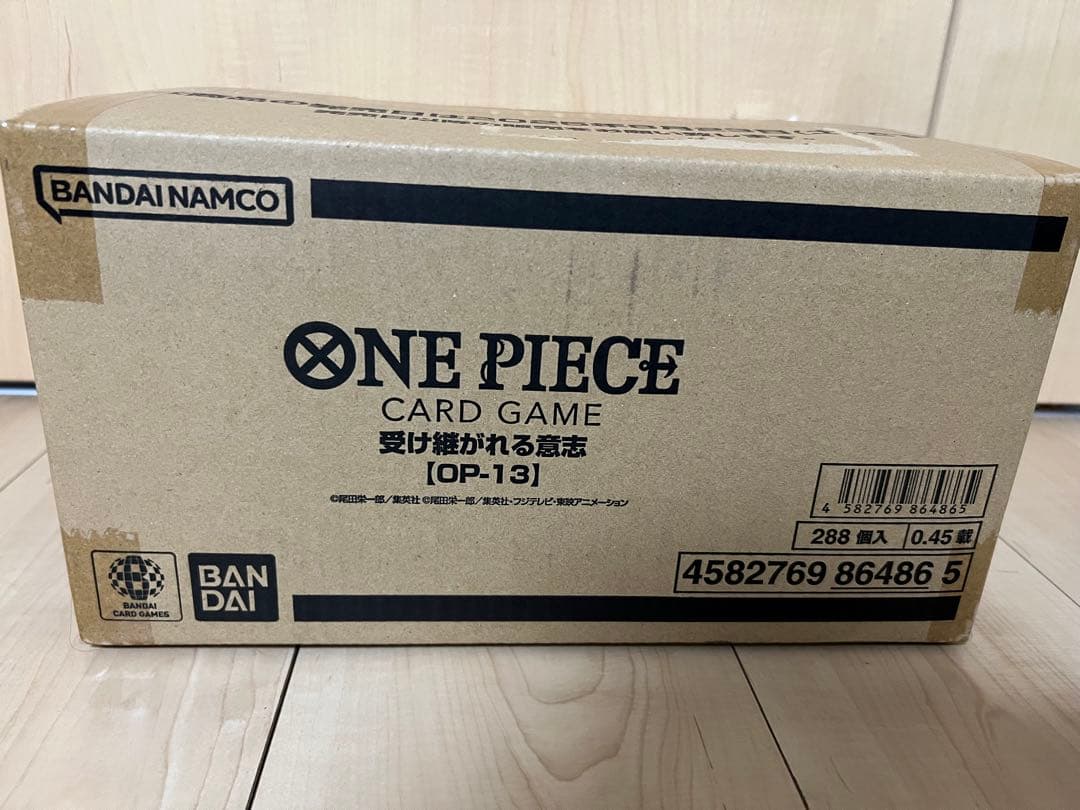 BANDAI NAMCO
ONE PIECE
CARD GAME
受け継がれる意志
【OP-13】
©尾田栄一郎／集英社 ©尾田栄一郎／集英社・フジテレビ・東映アニメーション
4 582769 864865
288 個入 0.45 載
4582769 86486 5
BANDAI
CARD GAMES
BAN
DAI